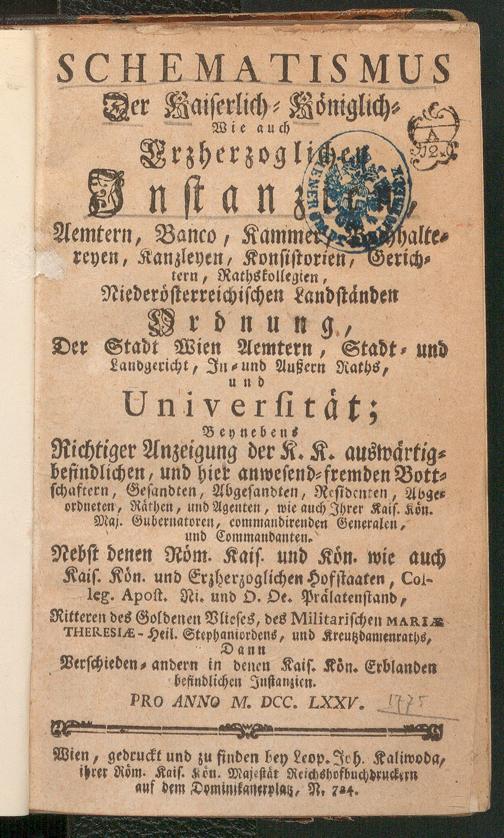 SCHEMATISMUS
Der Kaiserlich- Königlich-
Wie auch
Erzherzoglichen
Instanzien,
Aemtern, Banco, Kammer, Buchhalte-
reyen, Kanzleyen, Konsistorien, Gerich-
tern, Rathskollegien,
Niederösterreichischen Landständen
Ordnung,
Der Stadt Wien Aemtern, Stadt- und
Landgericht, In- und Äußern Raths,
und
Universität;
Beynebens
Richtiger Anzeigung der K. K. auswärtig-
befindlichen, und hier anwesend-fremden Bott-
schaftern, Gesandten, Abgesandten, Residenten, Abge-
ordneten, Räthen, und Agenten, wie auch Ihrer Kais. Kön.
Maj. Gubernatoren, commandirenden Generalen,
und Commandanten.
Nebst denen Röm. Kais. und Kön. wie auch
Kais. Kön. und Erzherzoglichen Hofstaaten, Col-
leg. Apost. Ni. und O. Oe. Prälatenstand,
Ritteren des Goldenen Vlieses, des Militarischen MARIÆ
THERESIÆ- Heil. Stephaniordens, und Kreutzdamenraths,
Dann
Verschieden-andern in denen Kais. Kön. Erblanden
befindlichen Instanzien.
PRO ANNO M. DCC. LXXV. 1775
Wien, gedruckt und zu finden bey Leop. Joh. Kaliwoda,
ihrer Röm. Kais. Kön. Majestät Reichshofbuchdruckern
auf dem Dominikanerplatz, N. 724.